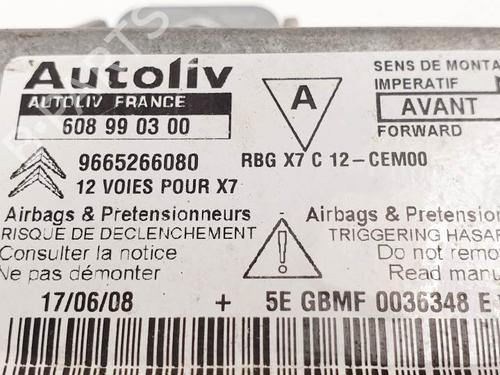 Autoliv
AUTOLIV FRANCE
608 99 03 00
A
SENS DE MONTA
IMPERATIF
AVANT
FORWARD
9665266080
RBG X7 C 12-CEM00
12 VOIES POUR X7
Airbags & Pretensionneurs
RISQUE DE DECLENCHEMENT
Consulter la notice
Ne pas démonter
Airbags & Pretension
TRIGGERING HASAR
Do not remov
Read manu
17/06/08 + 5E GBMF 0036348 E